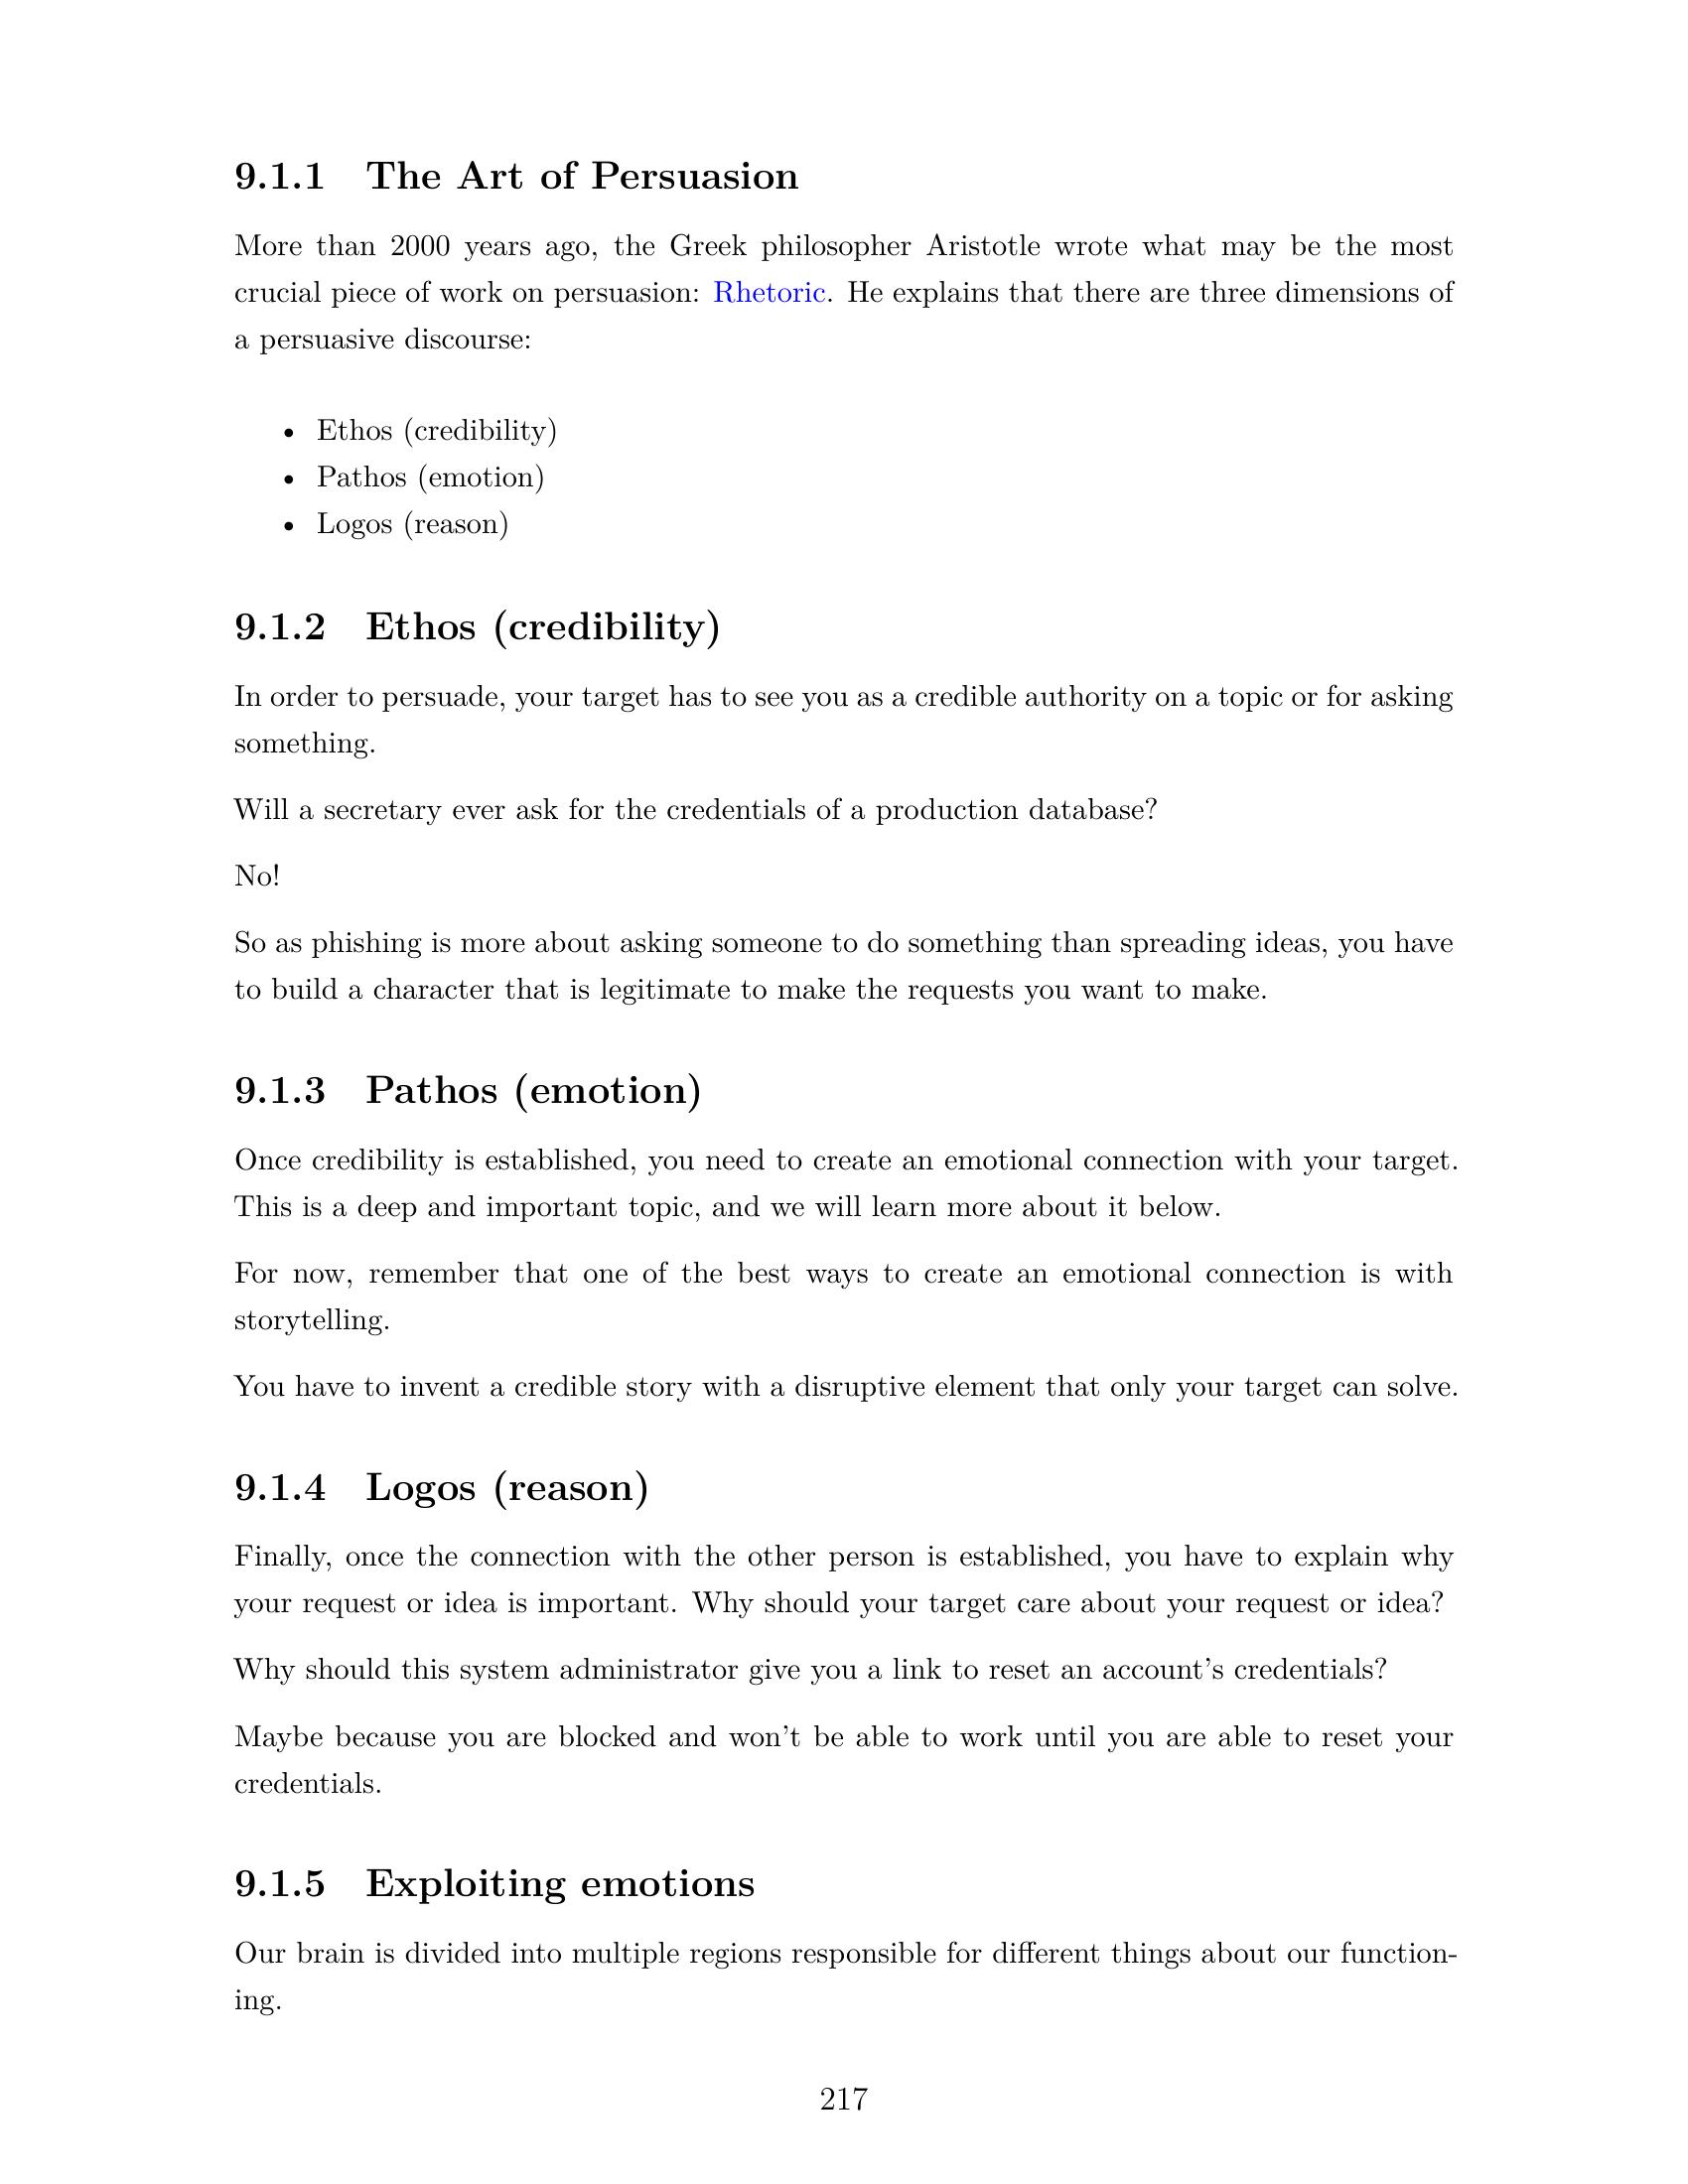 9.1.1 The Art of Persuasion
More than 2000 years ago, the Greek philosopher Aristotle wrote what may be the most
crucial piece of work on persuasion: Rhetoric. He explains that there are three dimensions of
a persuasive discourse:
• Ethos (credibility)
• Pathos (emotion)
• Logos (reason)
9.1.2 Ethos (credibility)
In order to persuade, your target has to see you as a credible authority on a topic or for asking
something.
Will a secretary ever ask for the credentials of a production database?
No!
So as phishing is more about asking someone to do something than spreading ideas, you have
to build a character that is legitimate to make the requests you want to make.
9.1.3 Pathos (emotion)
Once credibility is established, you need to create an emotional connection with your target.
This is a deep and important topic, and we will learn more about it below.
For now, remember that one of the best ways to create an emotional connection is with
storytelling.
You have to invent a credible story with a disruptive element that only your target can solve.
9.1.4 Logos (reason)
Finally, once the connection with the other person is established, you have to explain why
your request or idea is important. Why should your target care about your request or idea?
Why should this system administrator give you a link to reset an account's credentials?
Maybe because you are blocked and won't be able to work until you are able to reset your
credentials.
9.1.5 Exploiting emotions
Our brain is divided into multiple regions responsible for different things about our function-
ing.
217